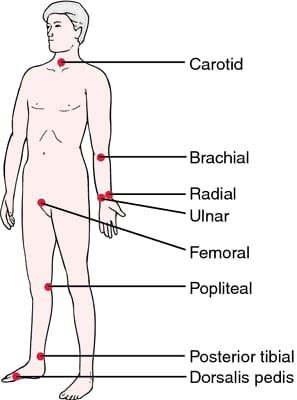 Carotid
Brachial
Radial
Ulnar
Femoral
Popliteal
Posterior tibial
Dorsalis pedis